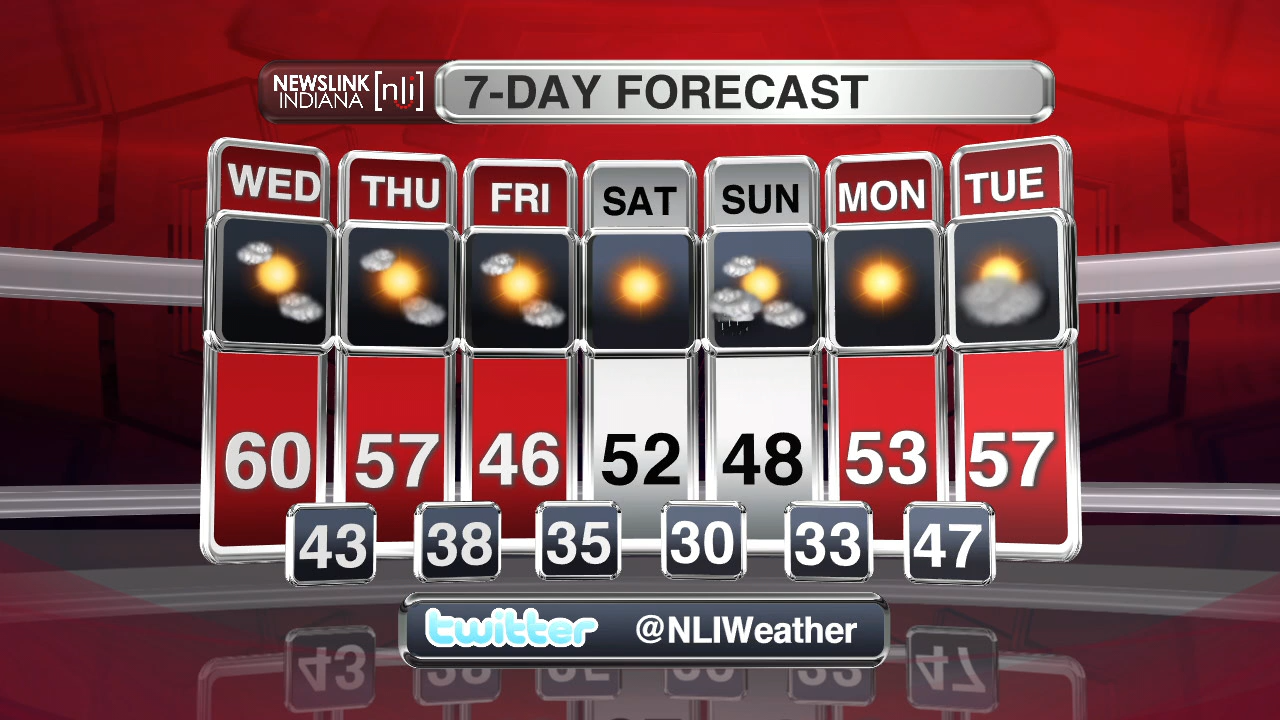 NEWSLINK
INDIANA [nli]
7-DAY FORECAST
WED THU FRI SAT SUN MON TUE
60 57 46 52 48 53 57
43 38 35 30 33 47
twitter @NLIWeather